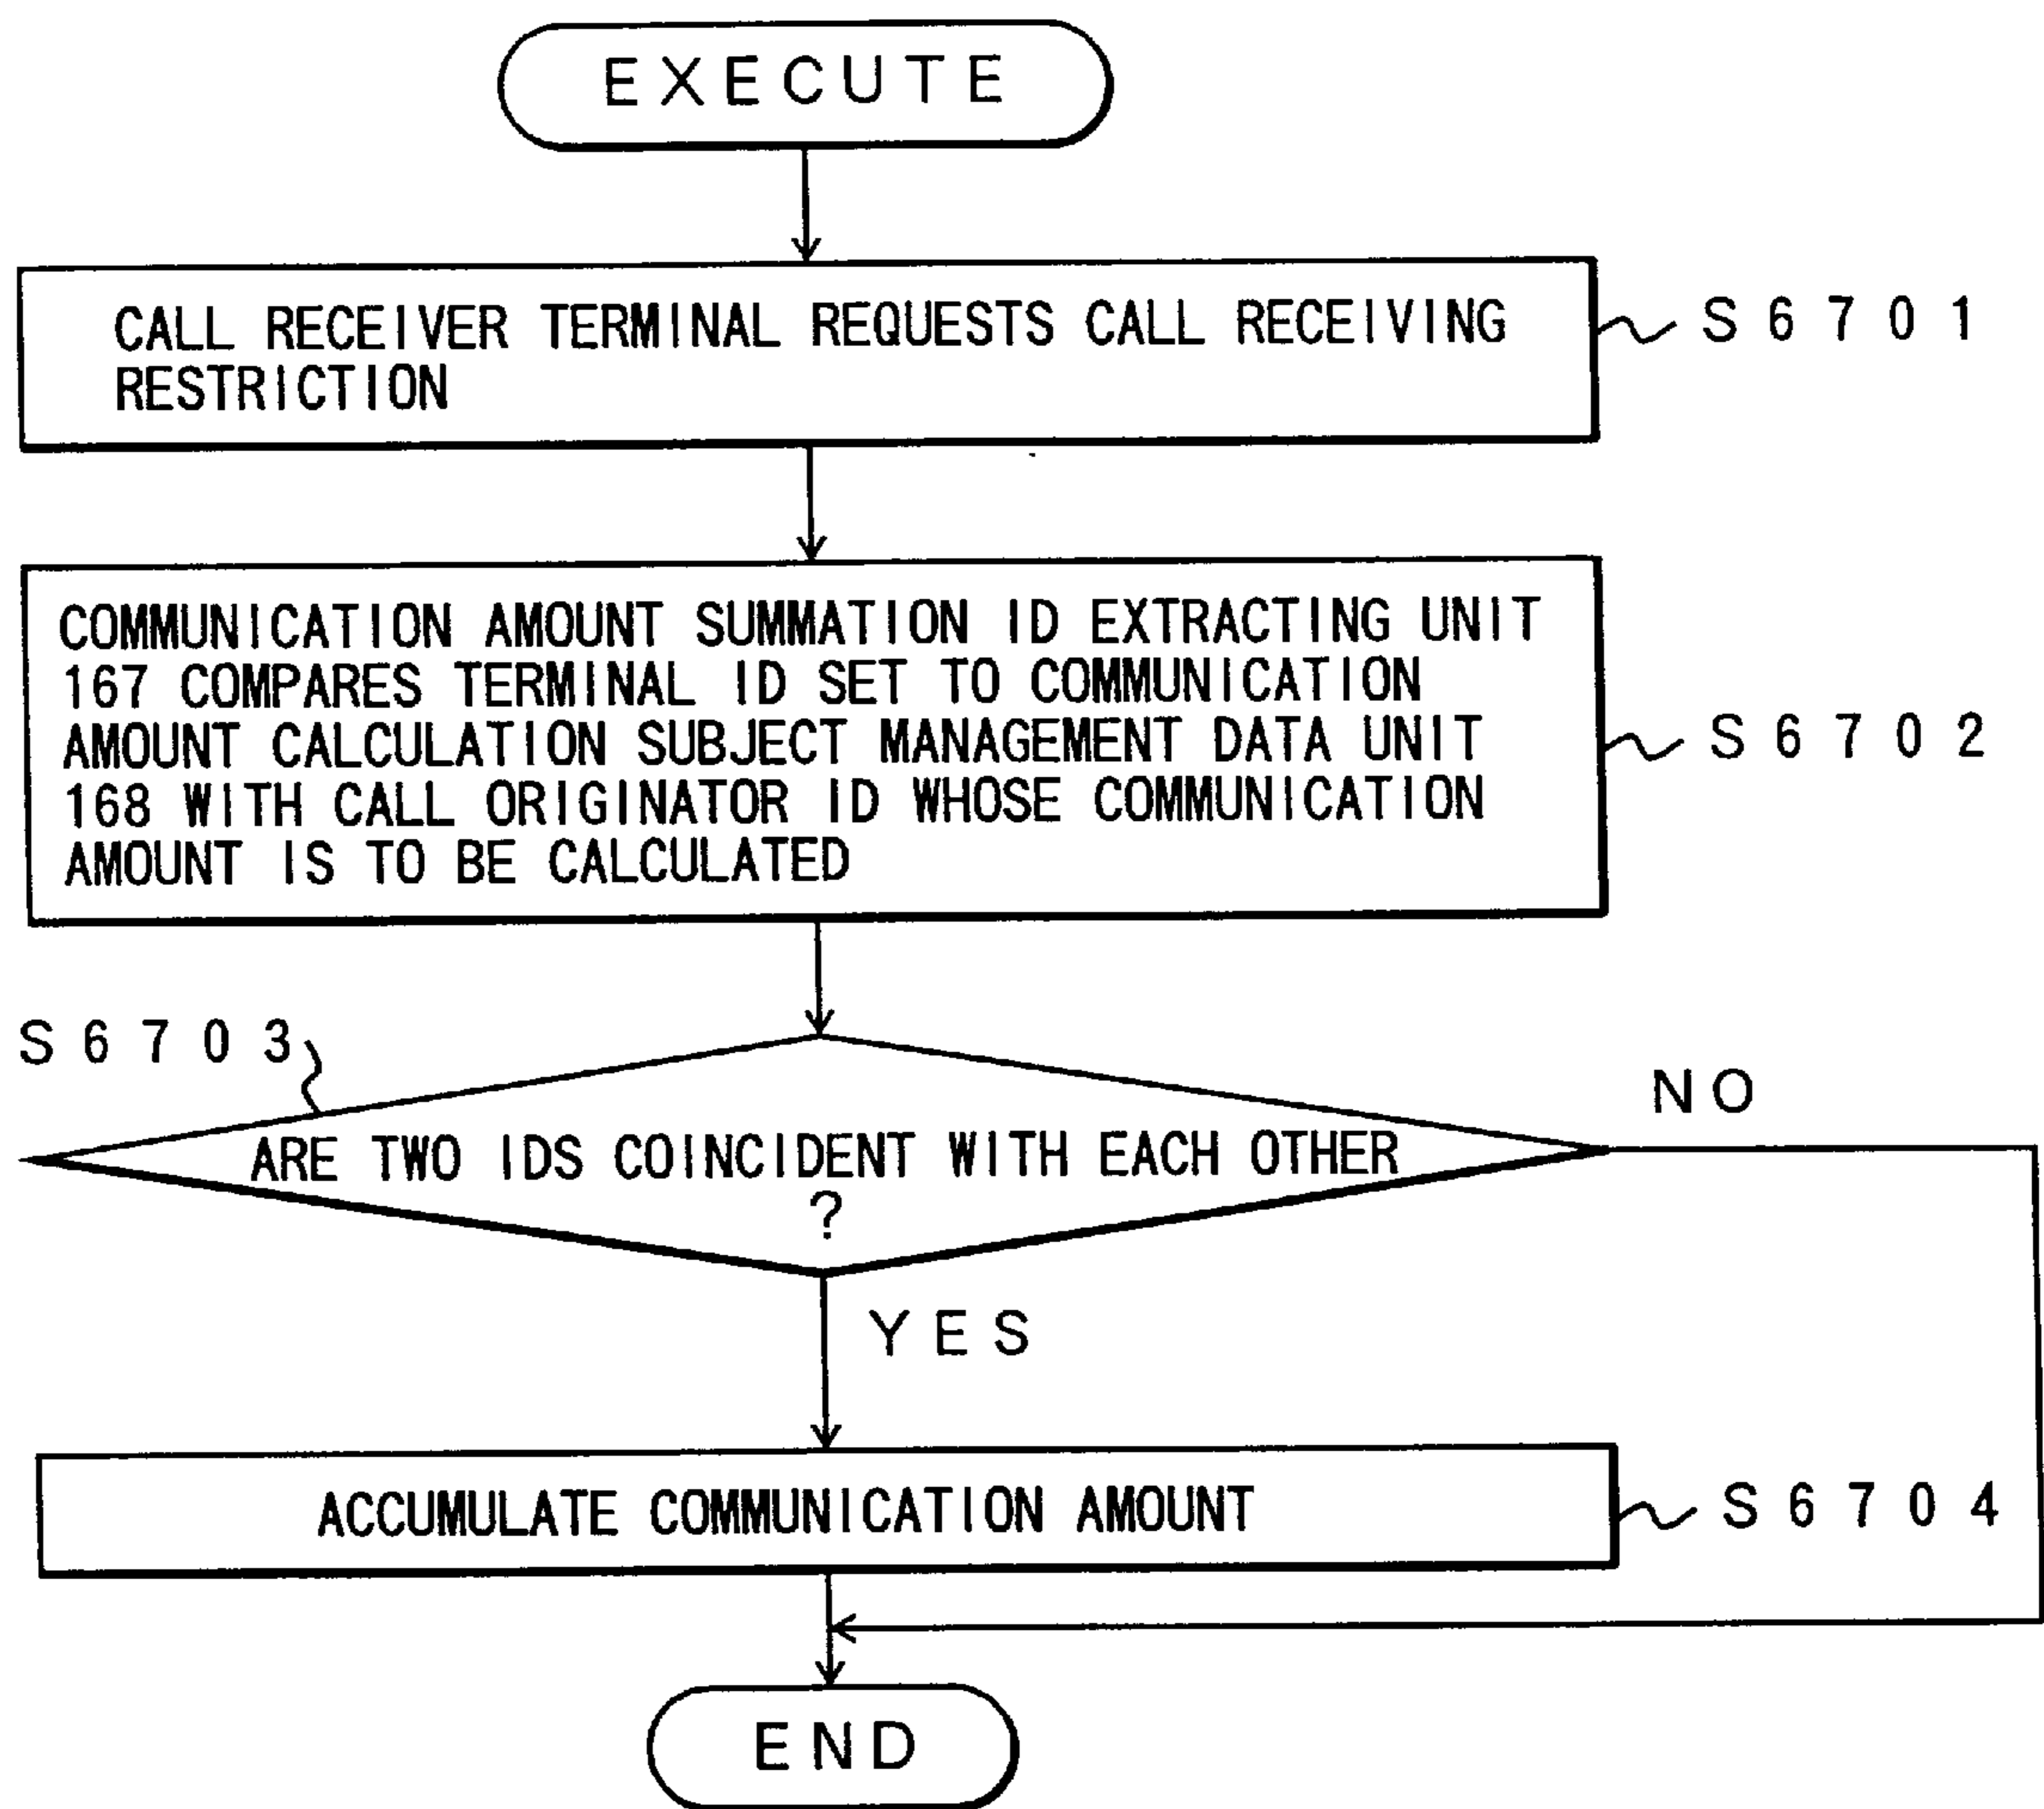 EXECUTE
CALL RECEIVER TERMINAL REQUESTS CALL RECEIVING
RESTRICTION
S6701
COMMUNICATION AMOUNT SUMMATION ID EXTRACTING UNIT
167 COMPARES TERMINAL ID SET TO COMMUNICATION
AMOUNT CALCULATION SUBJECT MANAGEMENT DATA UNIT
168 WITH CALL ORIGINATOR ID WHOSE COMMUNICATION
AMOUNT IS TO BE CALCULATED
S6702
S6703
ARE TWO IDS COINCIDENT WITH EACH OTHER
?
NO
YES
ACCUMULATE COMMUNICATION AMOUNT
S6704
END